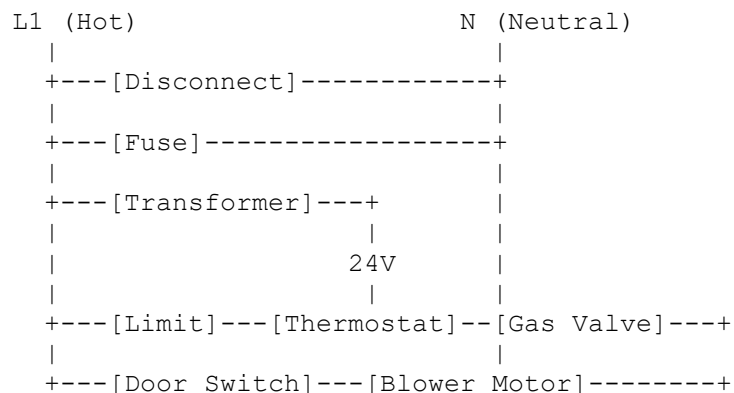 L1 (Hot) N (Neutral)
[Disconnect]
[Fuse]
[Transformer]
24V
[Limit] [Thermostat] [Gas Valve]
[Door Switch] [Blower Motor]